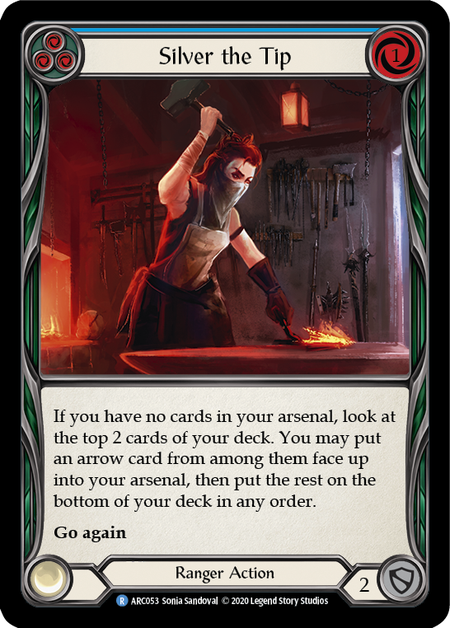 Silver the Tip
1
If you have no cards in your arsenal, look at
the top 2 cards of your deck. You may put
an arrow card from among them face up
into your arsenal, then put the rest on the
bottom of your deck in any order.
Go again
Ranger Action
2
R ARC053 Sonia Sandoval © 2020 Legend Story Studios